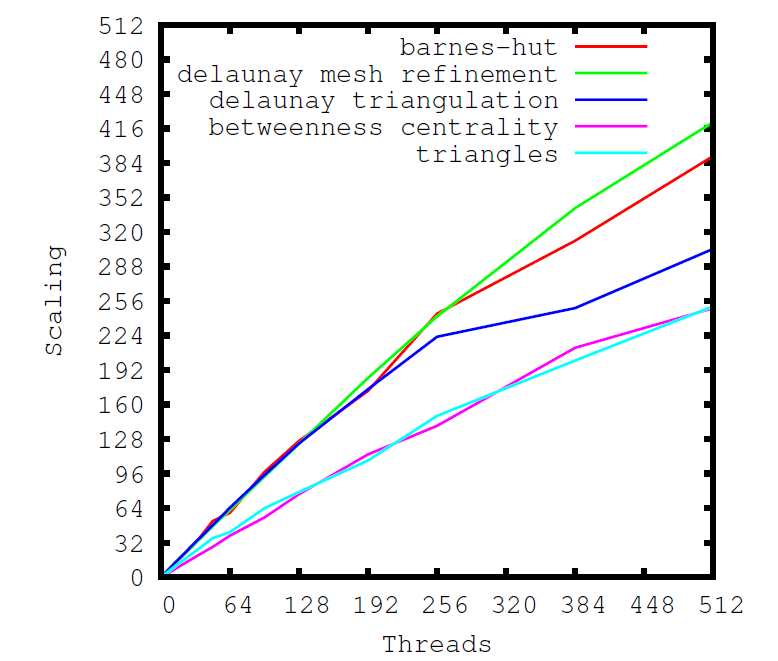 512
480
448
416
384
352
320
288
256
224
192
160
128
96
64
32
0
Scaling
barnes-hut
delaunay mesh refinement
delaunay triangulation
betweenness centrality
triangles
0 64 128 192 256 320 384 448 512
Threads